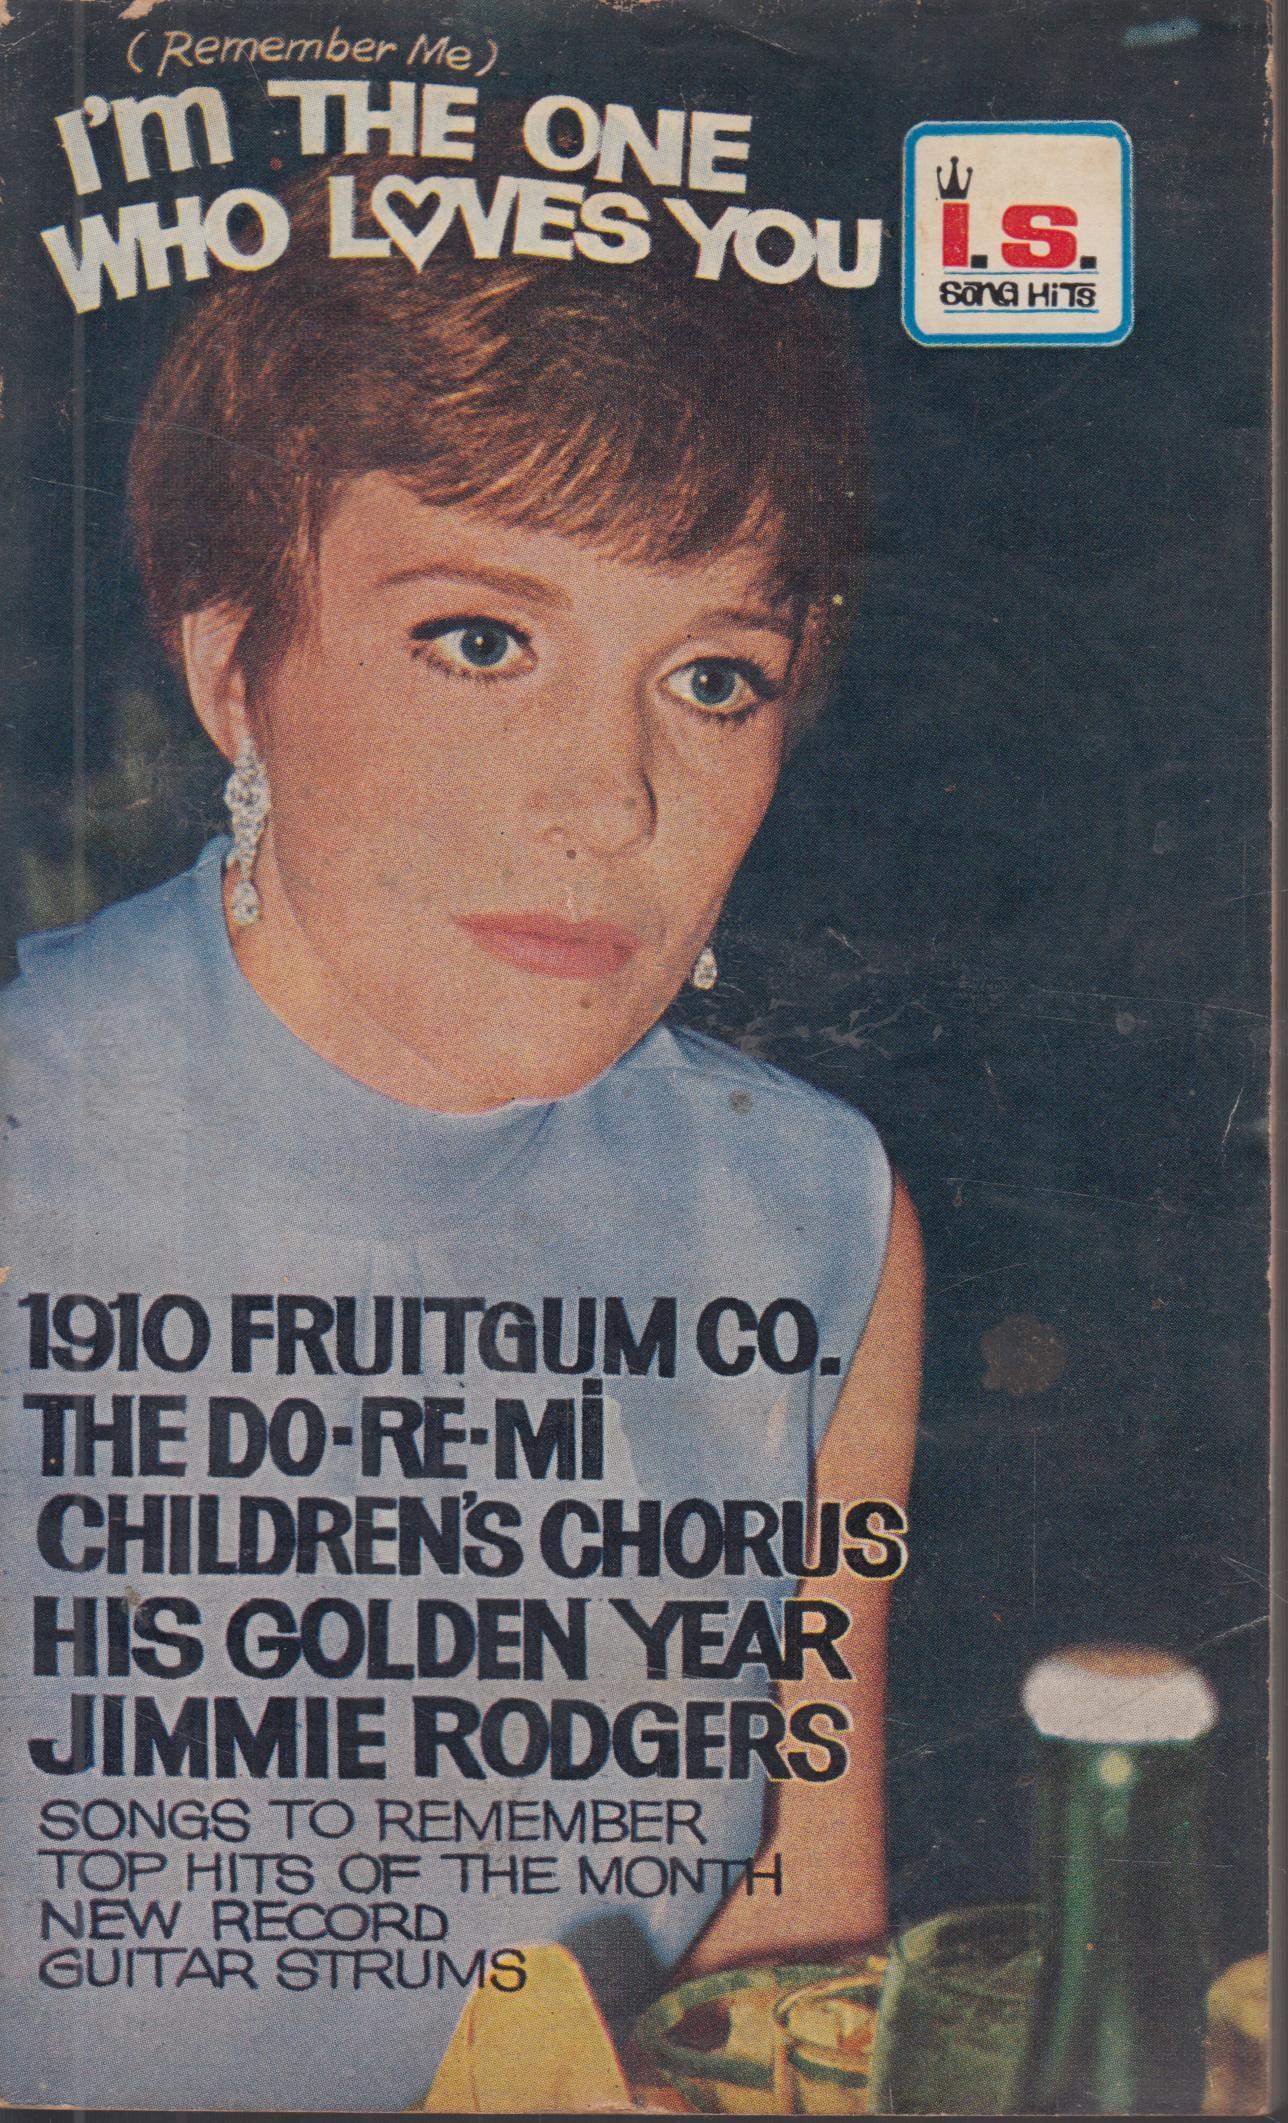 (Remember Me)
I'm THE ONE
WHO LOVES YOU
I.S.
SONG HITS
1910 FRUITGUM CO.
THE DO-RE-Mi
CHILDREN'S CHORUS
HIS GOLDEN YEAR
JIMMIE RODGERS
SONGS TO REMEMBER
TOP HITS OF THE MONTH
NEW RECORD
GUITAR STRUMS